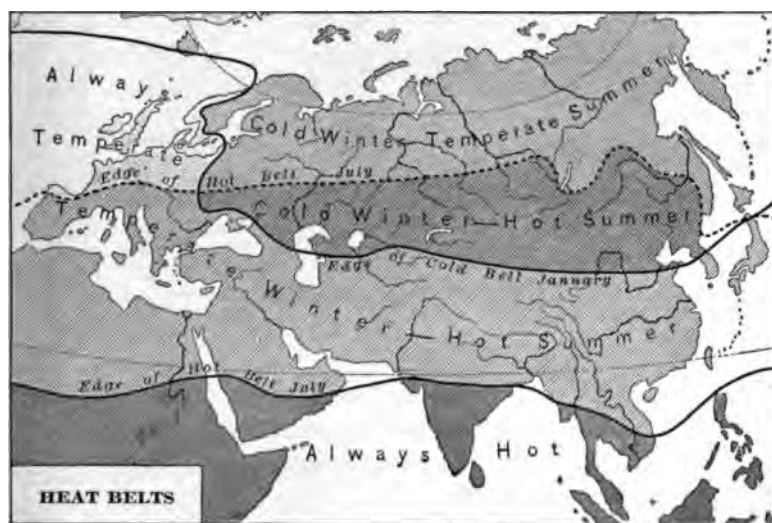 Always
Temperate
Cold Winter Temperate Summer
Edge of Hot Belt July
Cold Winter—Hot Summer
Edge of Cold Belt January
Temperate Winter—Hot Summer
Edge of Hot Belt July
Always Hot
HEAT BELTS